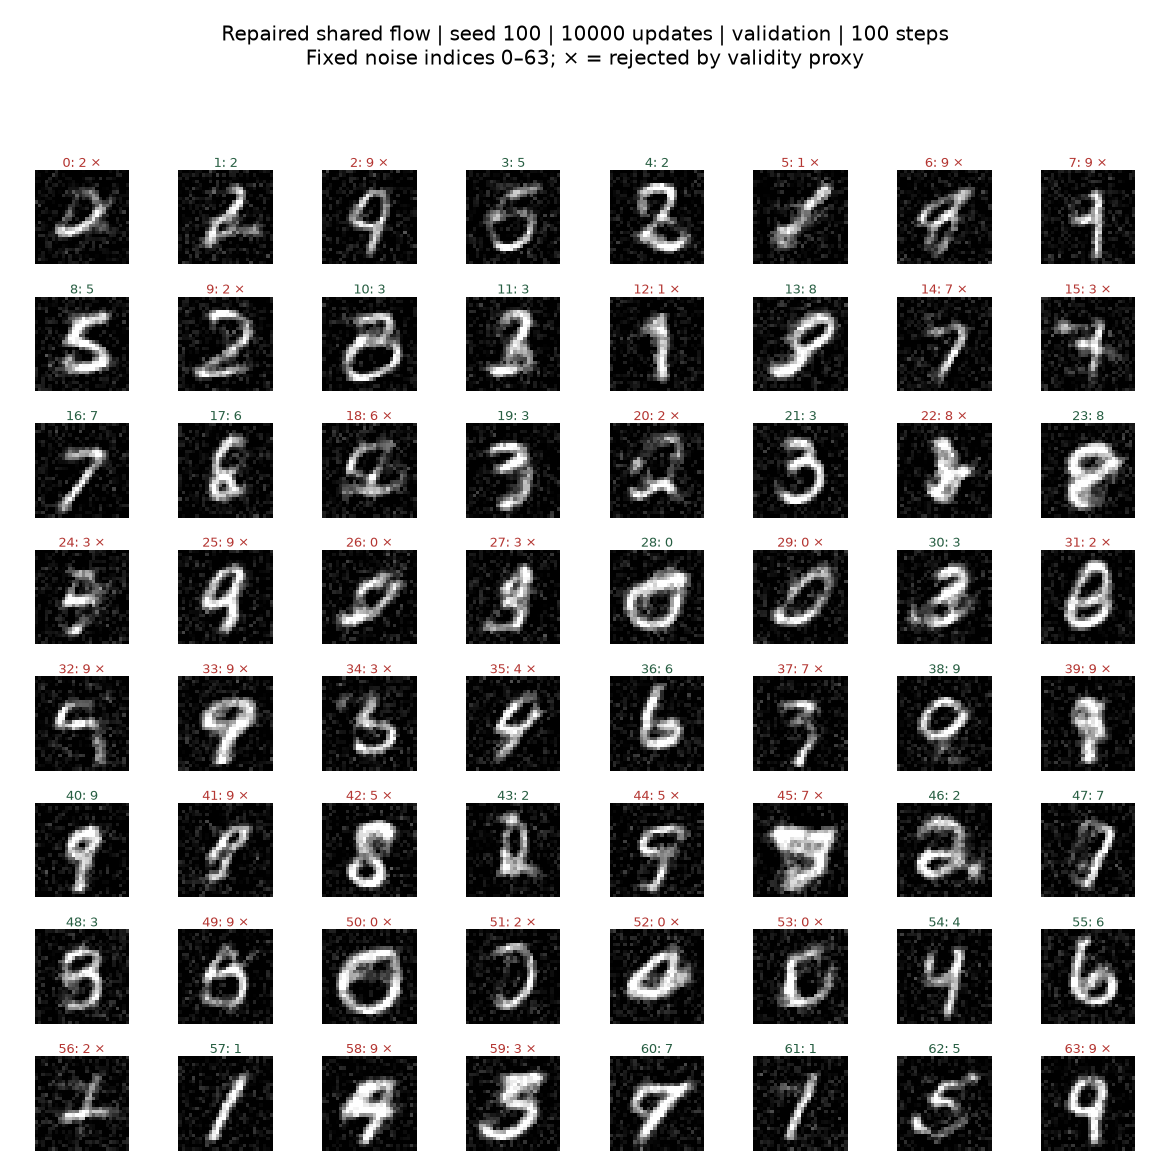 Repaired shared flow | seed 100 | 10000 updates | validation | 100 steps
Fixed noise indices 0–63; × = rejected by validity proxy
0: 2 × 1: 2 2: 9 × 3: 5 4: 2 5: 1 × 6: 9 × 7: 9 ×
8: 5 9: 2 × 10: 3 11: 3 12: 1 × 13: 8 14: 7 × 15: 3 ×
16: 7 17: 6 18: 6 × 19: 3 20: 2 × 21: 3 22: 8 × 23: 8
24: 3 × 25: 9 × 26: 0 × 27: 3 × 28: 0 29: 0 × 30: 3 31: 2 ×
32: 9 × 33: 9 × 34: 3 × 35: 4 × 36: 6 37: 7 × 38: 9 39: 9 ×
40: 9 41: 9 × 42: 5 × 43: 2 44: 5 × 45: 7 × 46: 2 47: 7
48: 3 49: 9 × 50: 0 × 51: 2 × 52: 0 × 53: 0 × 54: 4 55: 6
56: 2 × 57: 1 58: 9 × 59: 3 × 60: 7 61: 1 62: 5 63: 9 ×